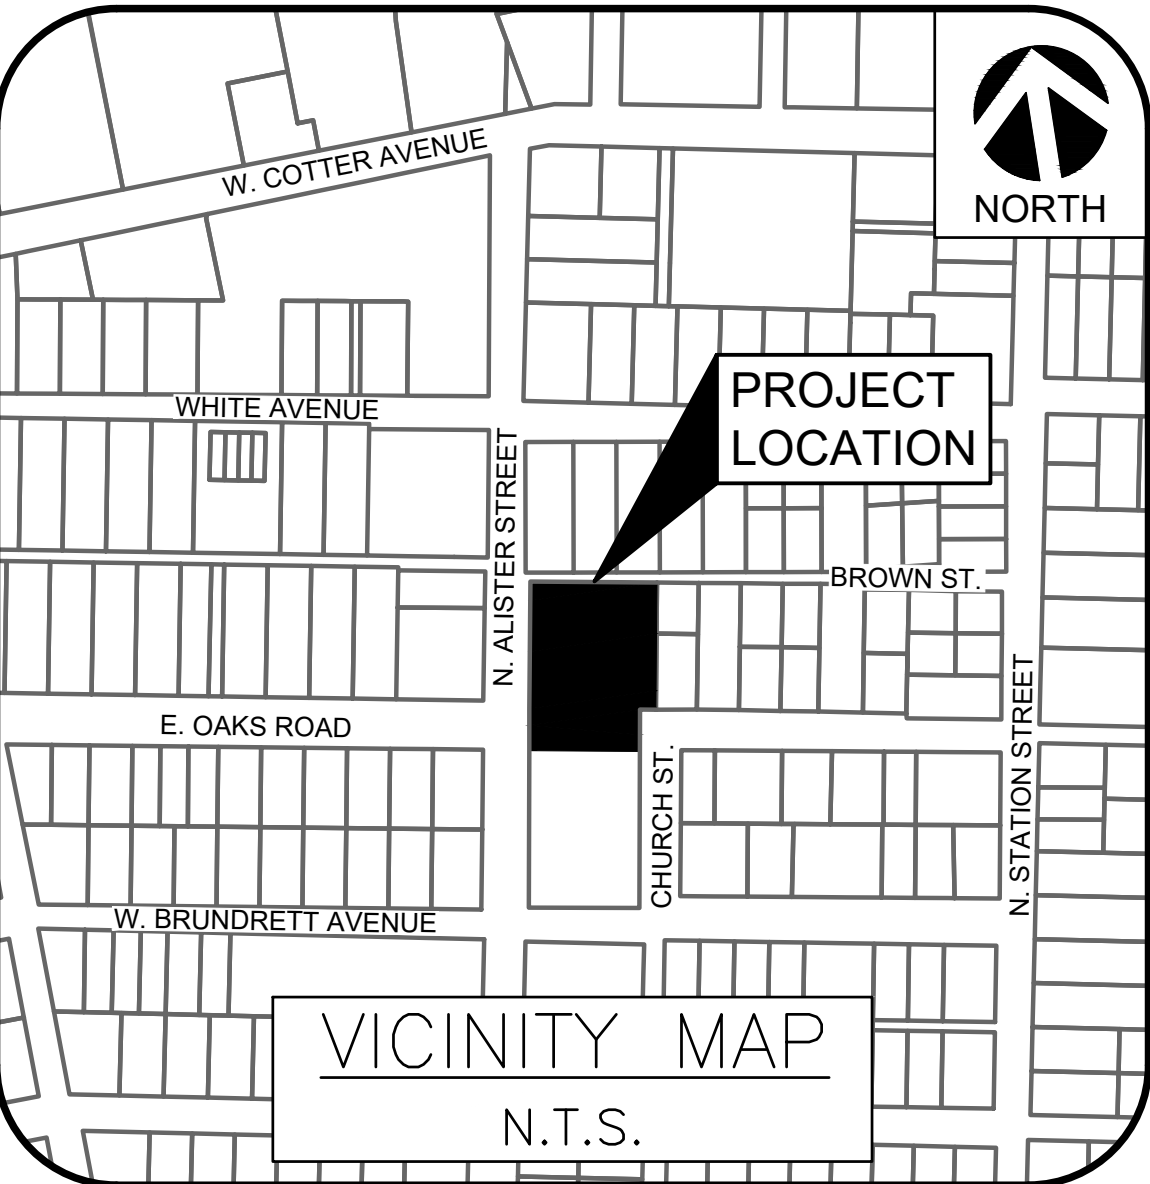 W. COTTER AVENUE
NORTH
PROJECT
LOCATION
WHITE AVENUE
N. ALISTER STREET
BROWN ST.
E. OAKS ROAD
CHURCH ST.
N. STATION STREET
W. BRUNDRETT AVENUE
VICINITY MAP
N.T.S.